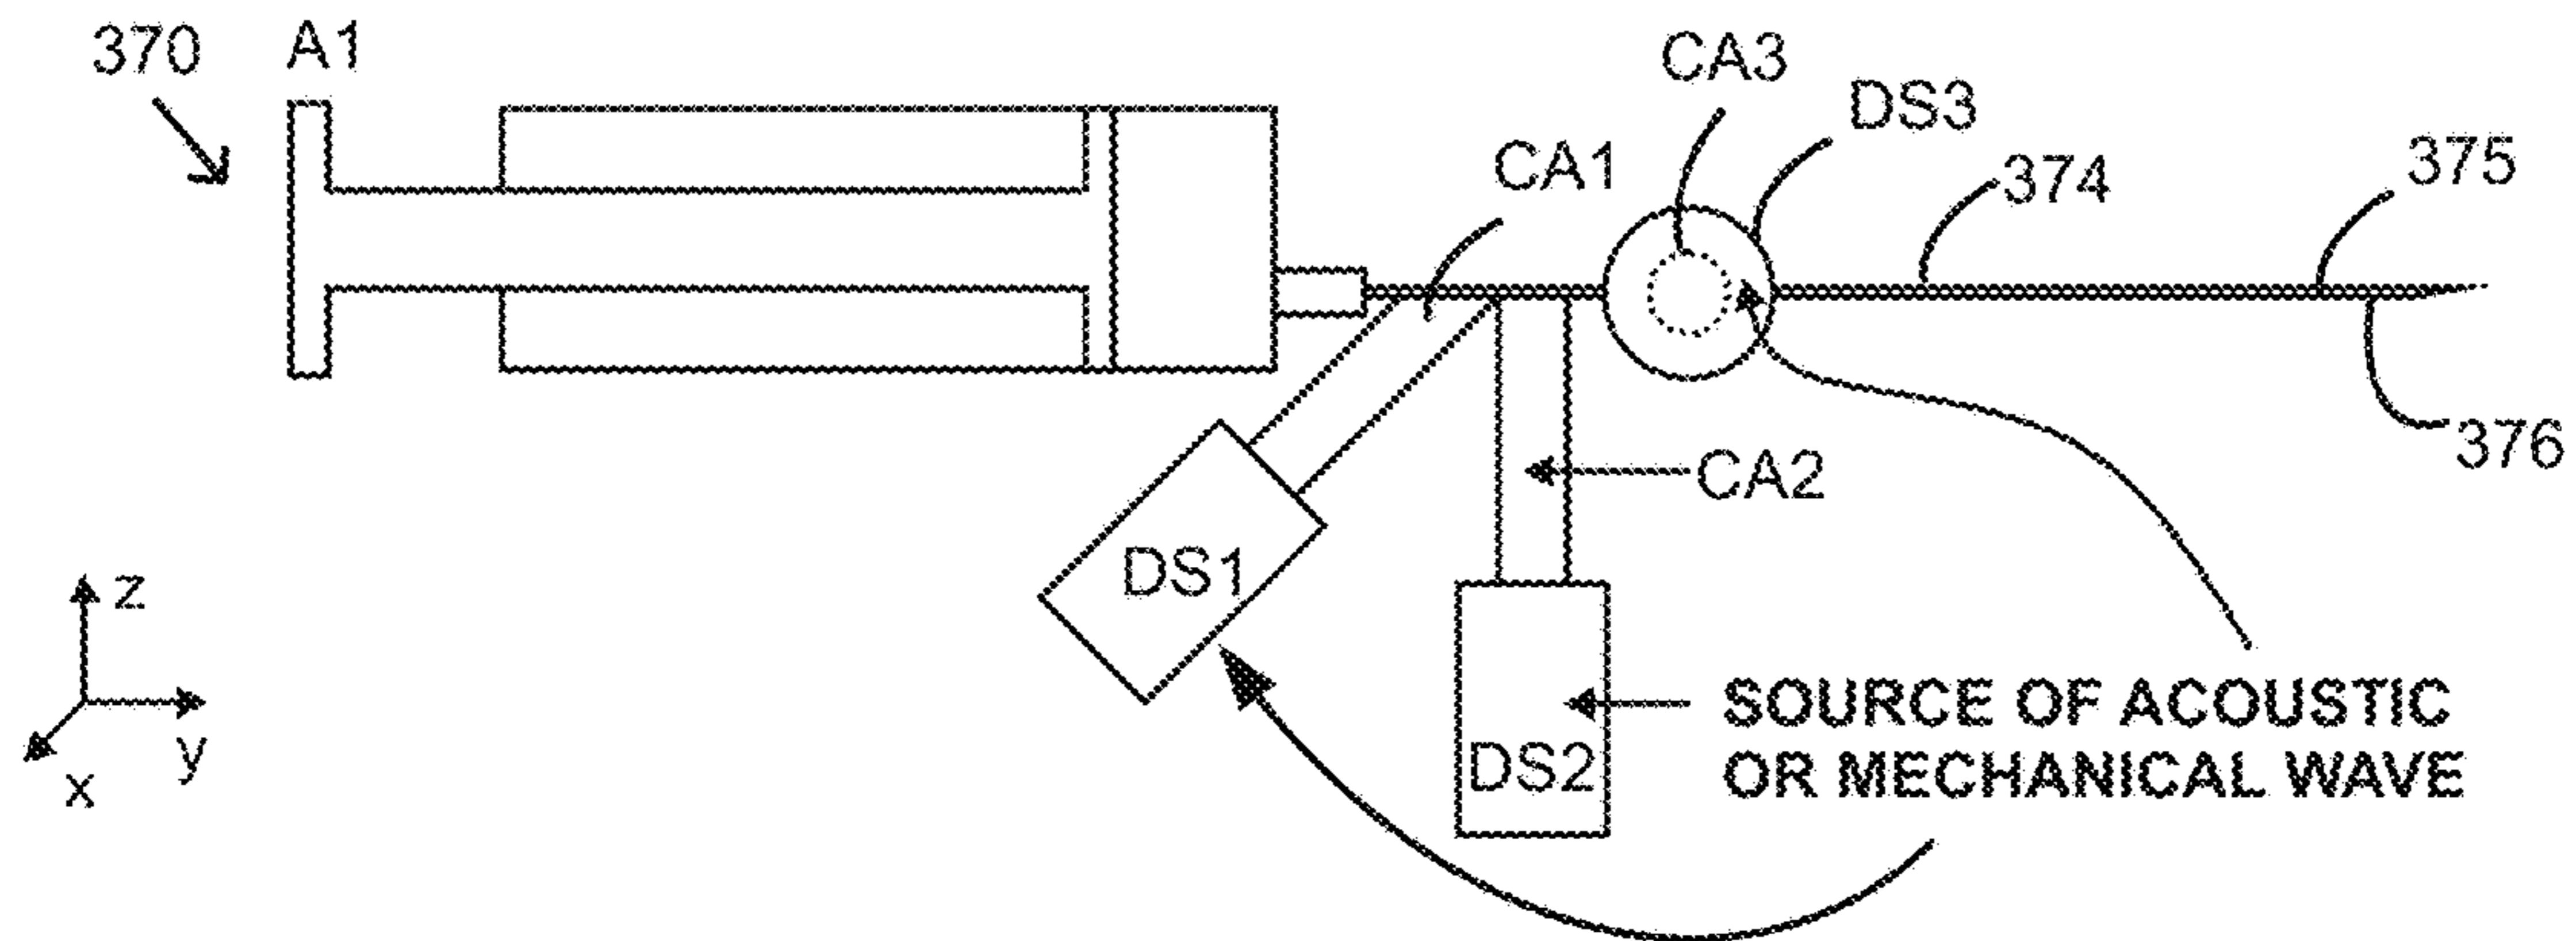 370
A1
CA3
DS3
CA1
374
375
376
CA2
DS1
z
y
x
DS2
SOURCE OF ACOUSTIC
OR MECHANICAL WAVE